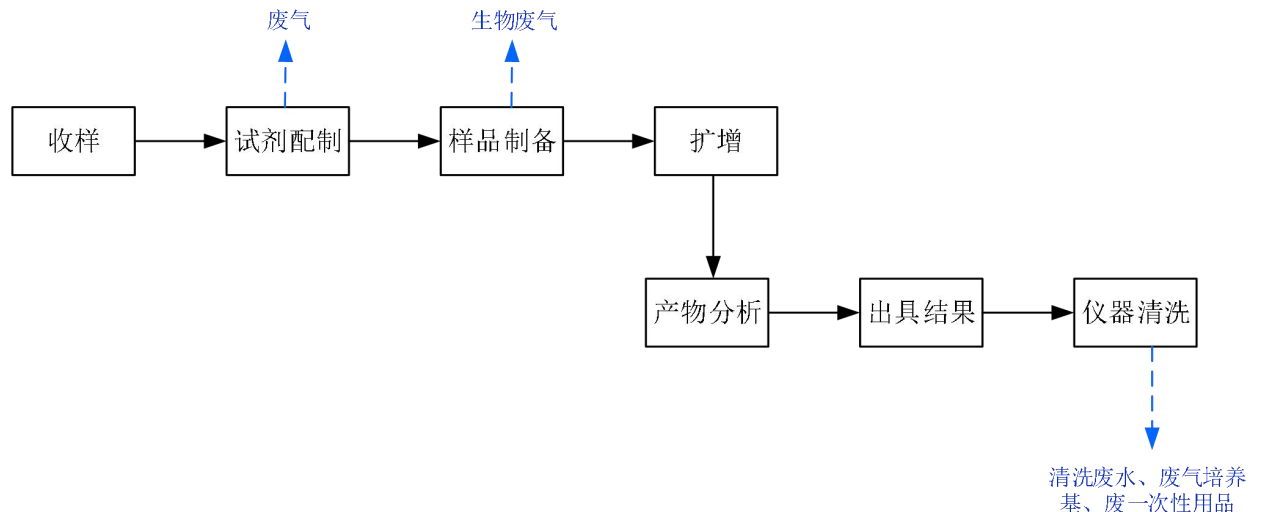 废气
生物废气
收样
试剂配制
样品制备
扩增
产物分析
出具结果
仪器清洗
清洗废水、废气培养
基、废一次性用品